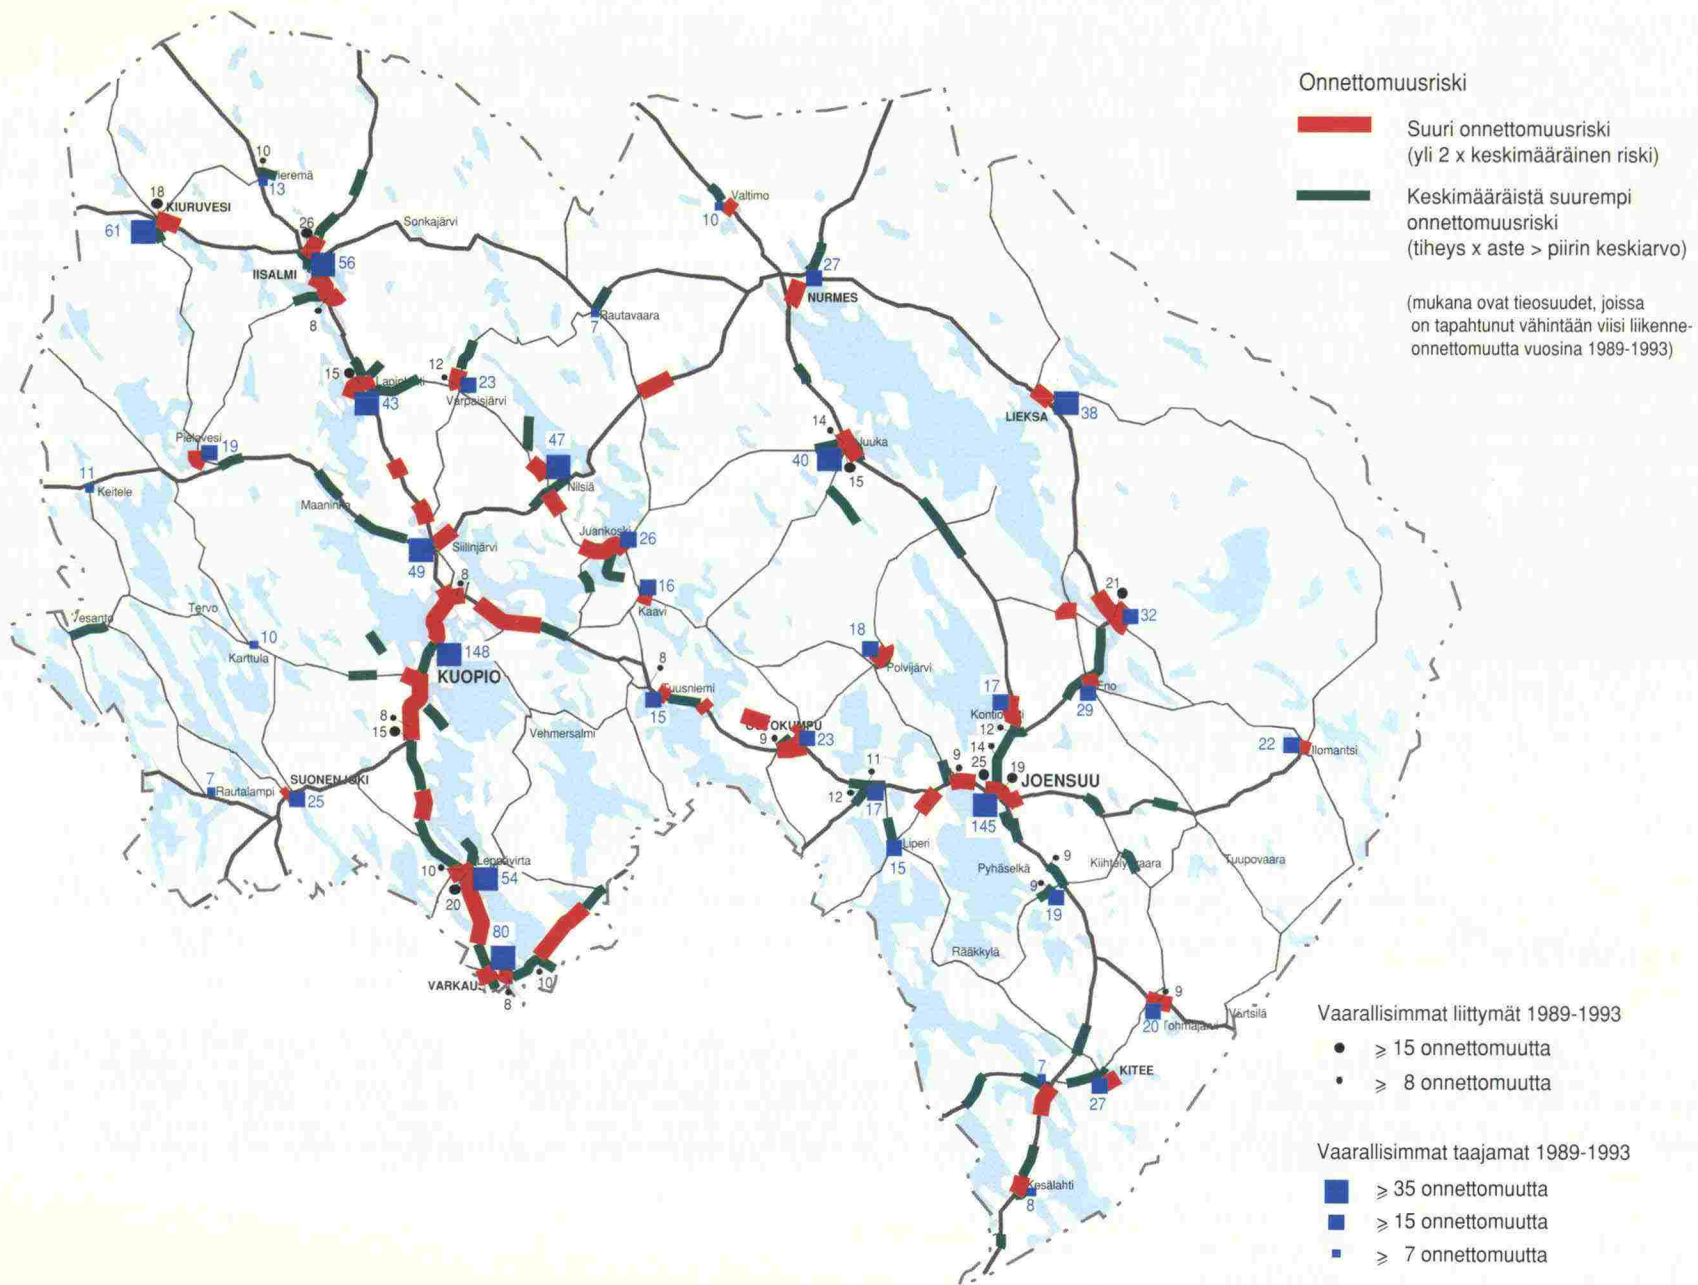 Onnettomuusriski
Suuri onnettomuusriski
(yli 2 x keskimääräinen riski)
Keskimääräistä suurempi
onnettomuusriski
(tiheys x aste > piirin keskiarvo)
(mukana ovat tieosuudet, joissa
on tapahtunut vähintään viisi liikenne-
onnettomuutta vuosina 1989-1993)
10
13
18
KIURUVESI
61
26
56
IISALMI
8
Sonkajärvi
Valtimo
10
27
NURMES
7
Rautavaara
15
43
12
23
Varpaisjärvi
LIEKSA
38
Pielavesi
19
11
Keitele
Maaninka
47
Nilsiä
14
Juuka
40
15
Siilinjärvi
49
Juankoski
26
8
16
Kaavi
21
32
Vesanto
Tervo
10
Karttula
148
KUOPIO
18
Polvijärvi
8
Tuusniemi
15
17
12
14
Eno
29
8
15
Vehmersalmi
9
23
22
Ilomantsi
SUONENJOKI
7
Rautalampi
25
11
12
17
9
25
19
JOENSUU
145
Liperi
15
Leppävirta
10
54
20
Pyhäselkä
9
9
19
Tuupovaara
80
VARKAUS
8
10
Rääkkylä
9
20
Tohmajärvi
Värtsilä
7
KITEE
27
Kesälahti
8
Vaarallisimmat liittymät 1989-1993
≥ 15 onnettomuutta
≥ 8 onnettomuutta
Vaarallisimmat taajamat 1989-1993
≥ 35 onnettomuutta
≥ 15 onnettomuutta
≥ 7 onnettomuutta